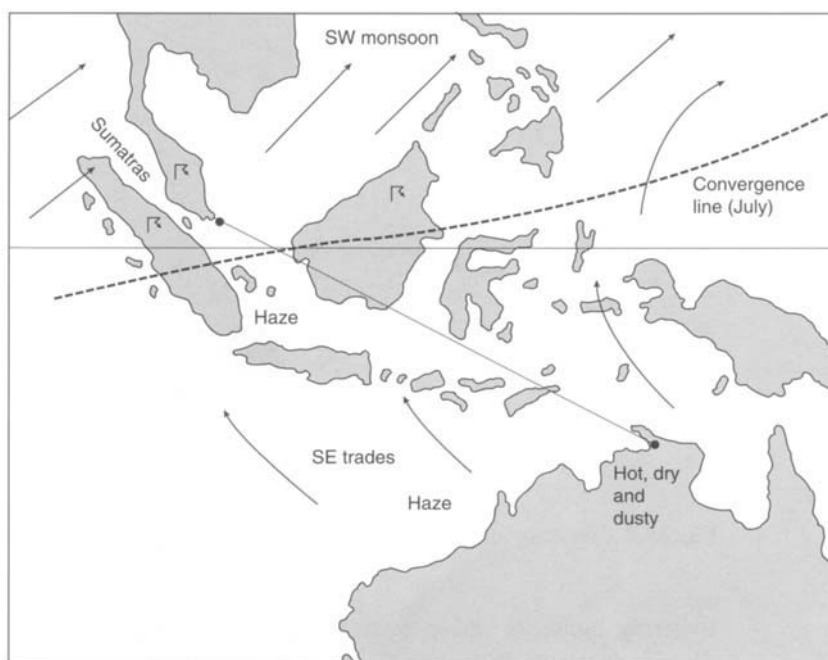 SW monsoon
Sumatras
Convergence
line (July)
Haze
SE trades
Haze
Hot, dry
and
dusty